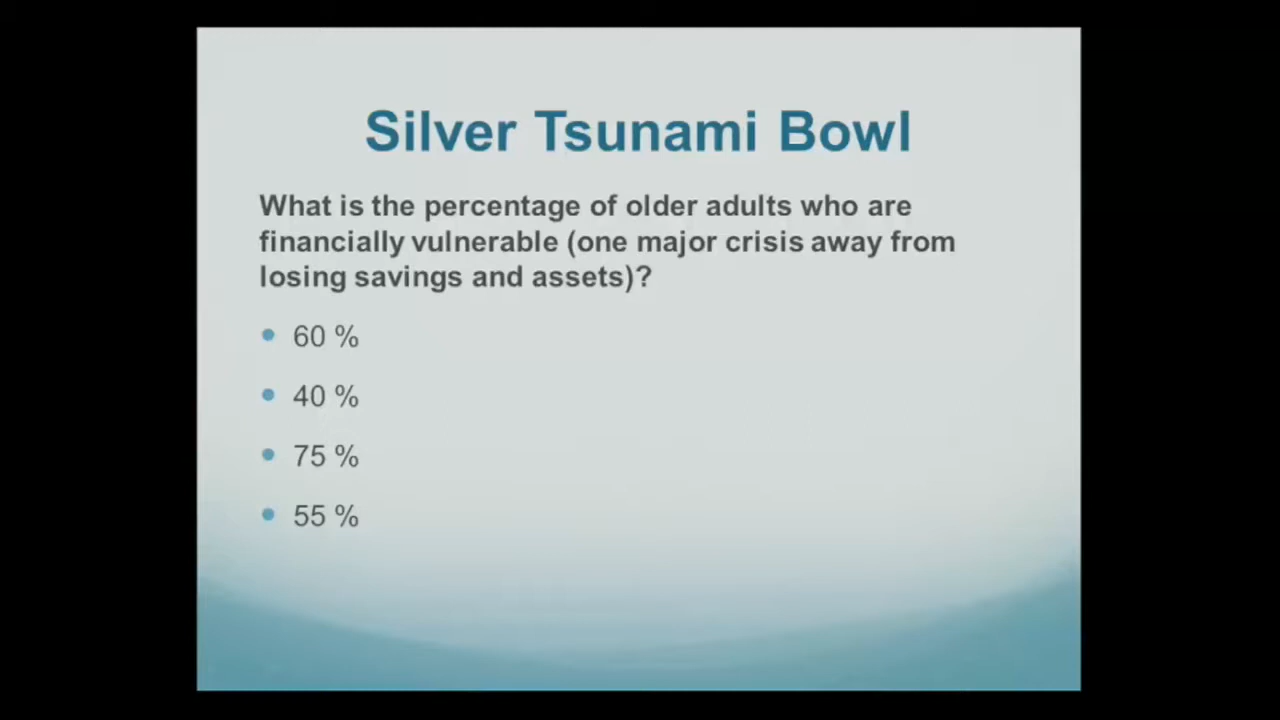 Silver Tsunami Bowl
What is the percentage of older adults who are
financially vulnerable (one major crisis away from
losing savings and assets)?
60 %
40 %
75 %
55 %